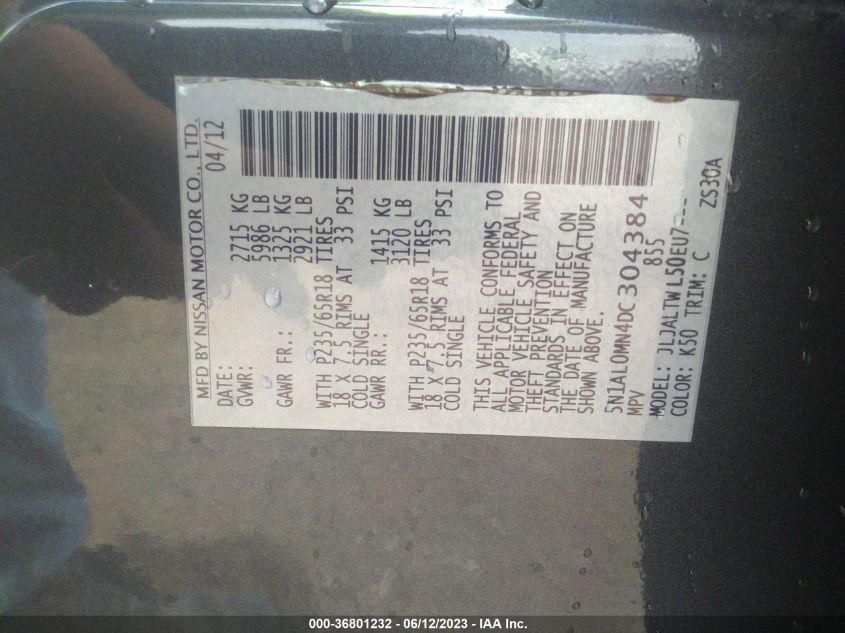 MFD BY NISSAN MOTOR CO., LTD.
DATE: 04/12
GVWR: 2715 KG
5986 LB
GAWR FR.: 1325 KG
2921 LB
WITH P235/65R18 TIRES
18 X 7.5 RIMS AT 33 PSI
COLD SINGLE
GAWR RR.: 1415 KG
3120 LB
WITH P235/65R18 TIRES
18 X 7.5 RIMS AT 33 PSI
COLD SINGLE
THIS VEHICLE CONFORMS TO
ALL APPLICABLE FEDERAL
MOTOR VEHICLE SAFETY AND
THEFT PREVENTION
STANDARDS IN EFFECT ON
THE DATE OF MANUFACTURE
SHOWN ABOVE.
5N1AL0MN4DC304384
MPV 855
MODEL: JLJALTWL50EU7---
COLOR: K50 TRIM: C ZS30A
000-36801232 - 06/12/2023 - IAA Inc.